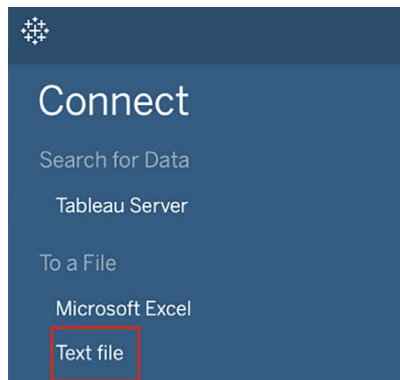 Connect
Search for Data
Tableau Server
To a File
Microsoft Excel
Text file